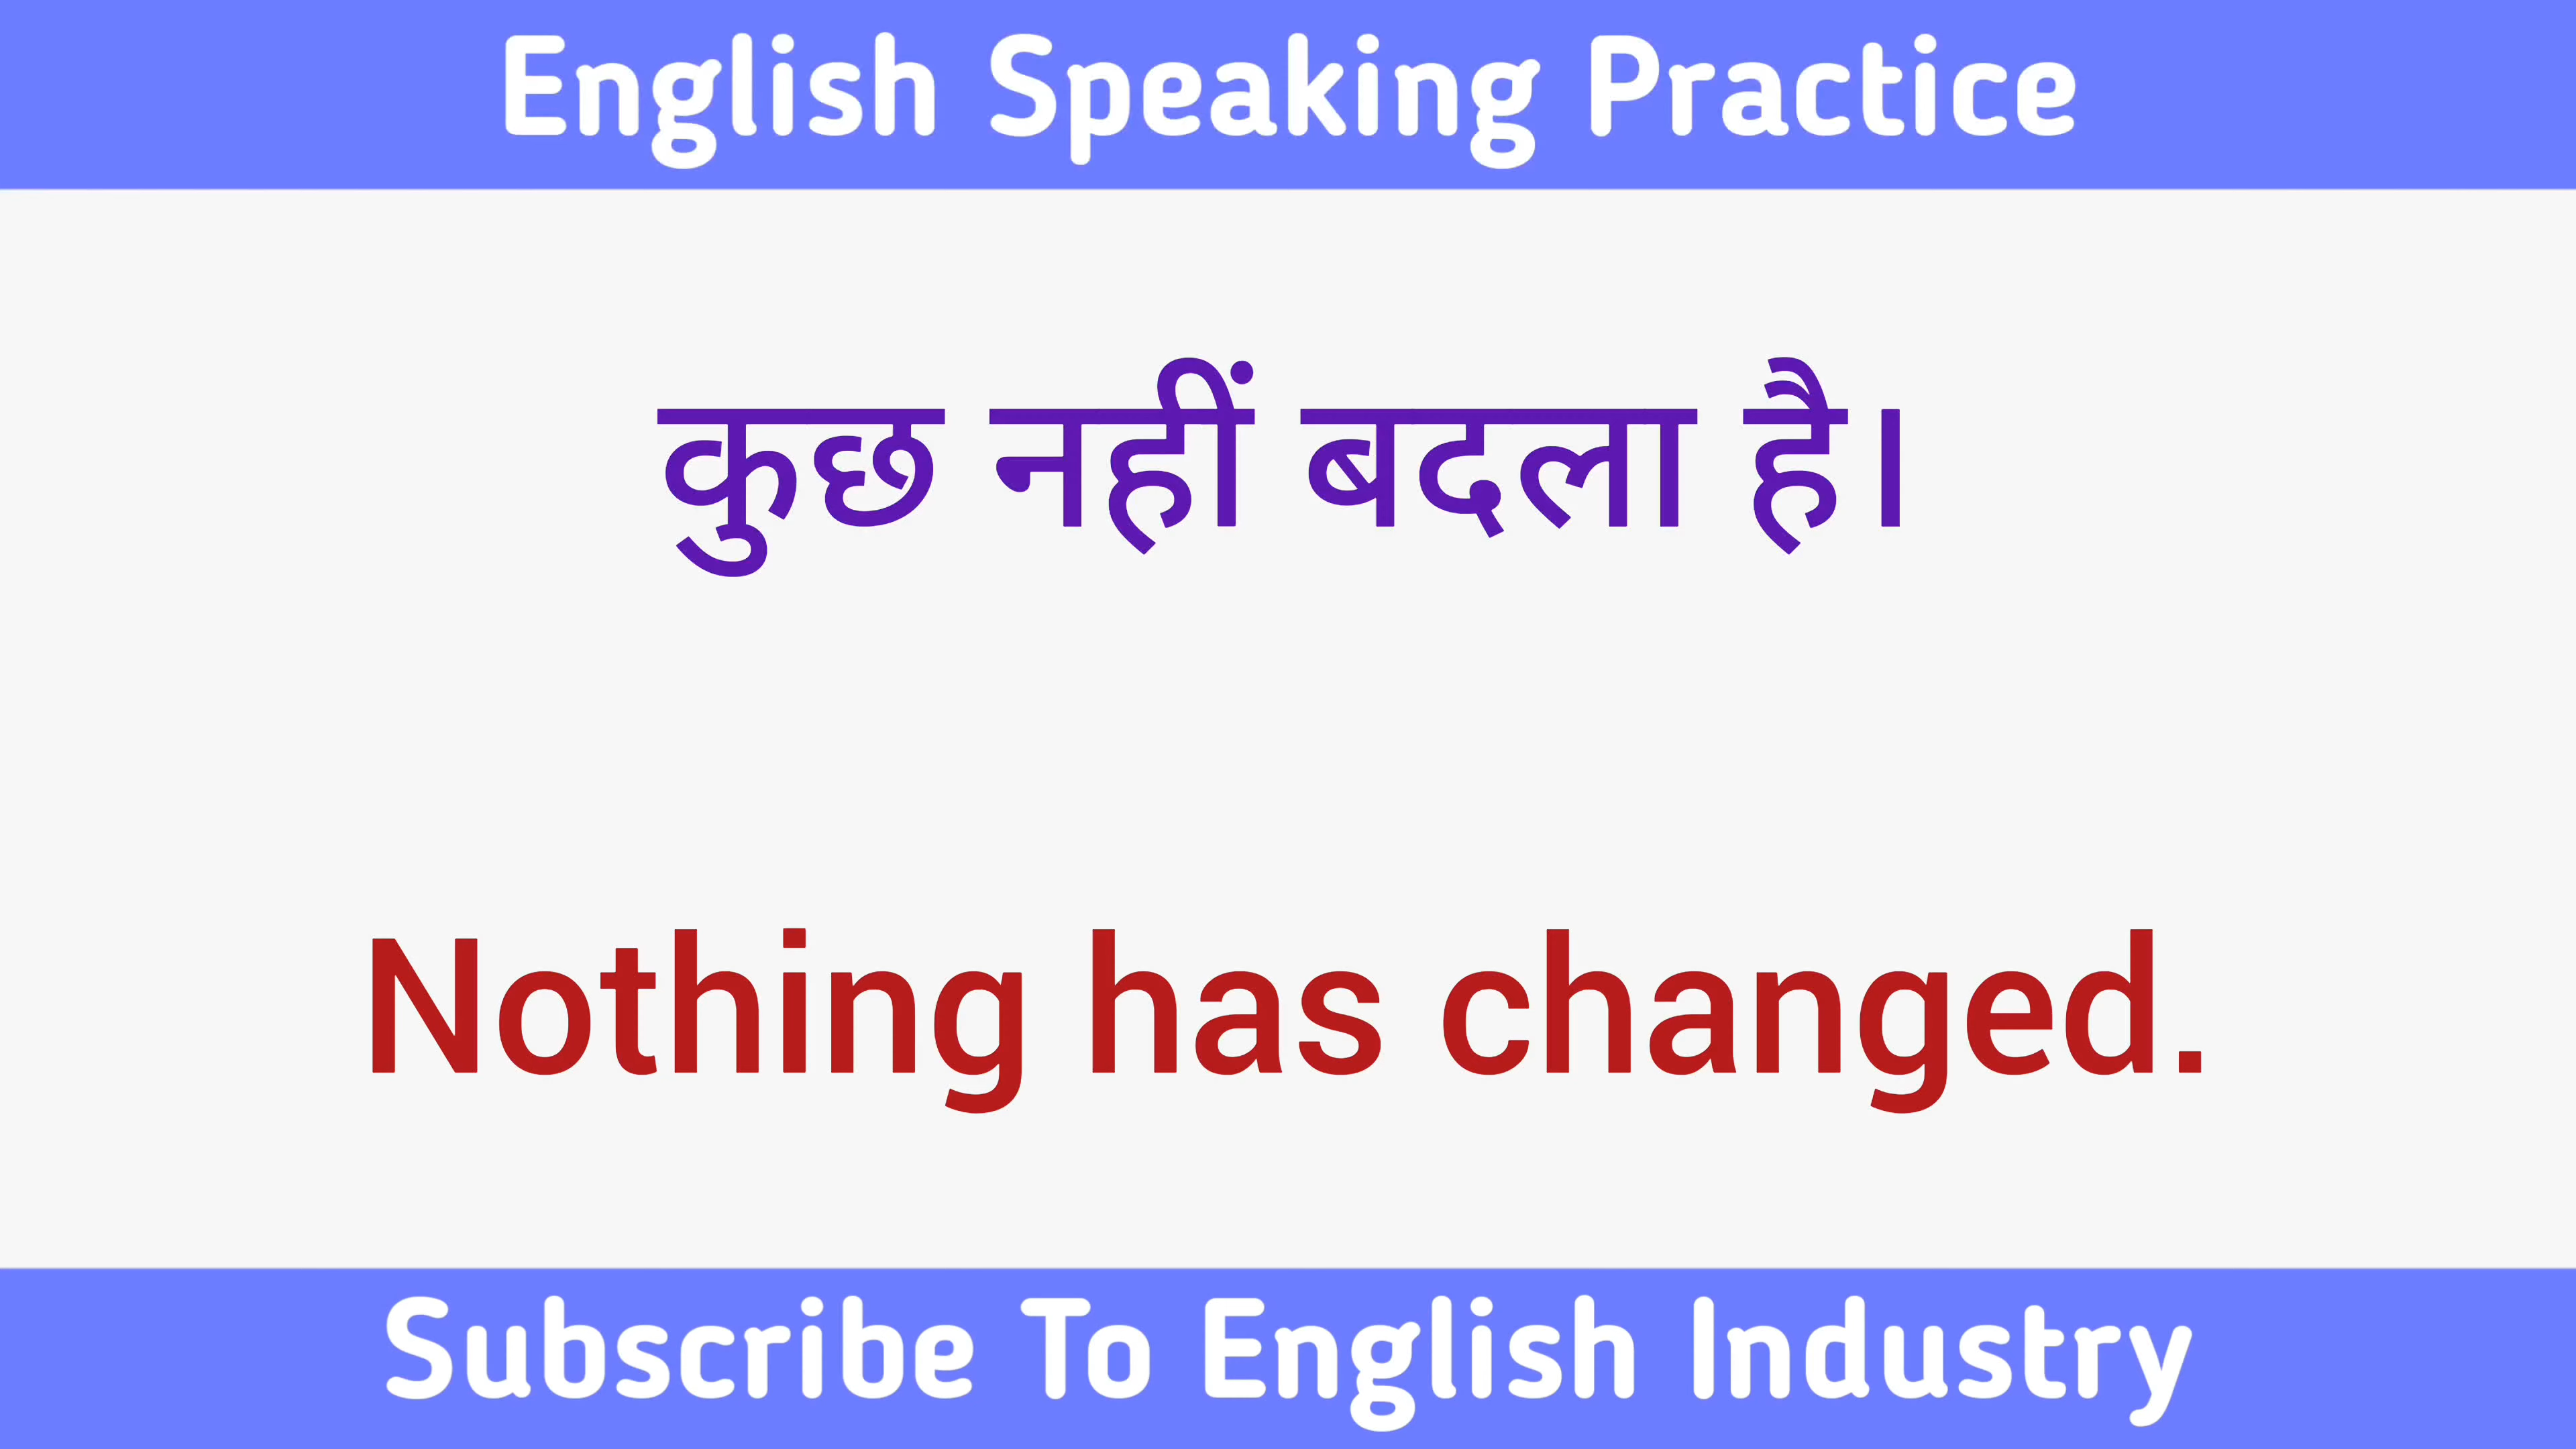 English Speaking Practice
कुछ नहीं बदला है।
Nothing has changed.
Subscribe To English Industry